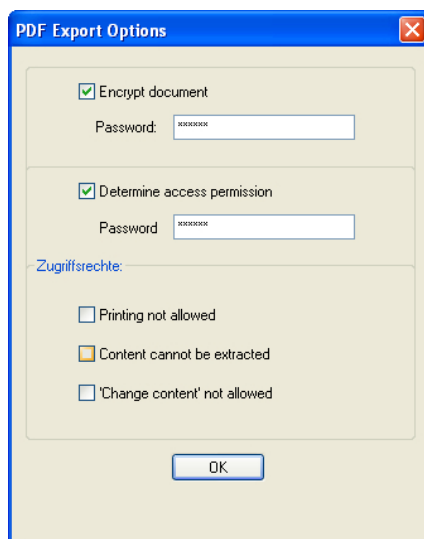 PDF Export Options
Encrypt document
Password: ******
Determine access permission
Password ******
Zugriffsrechte:
Printing not allowed
Content cannot be extracted
'Change content' not allowed
OK